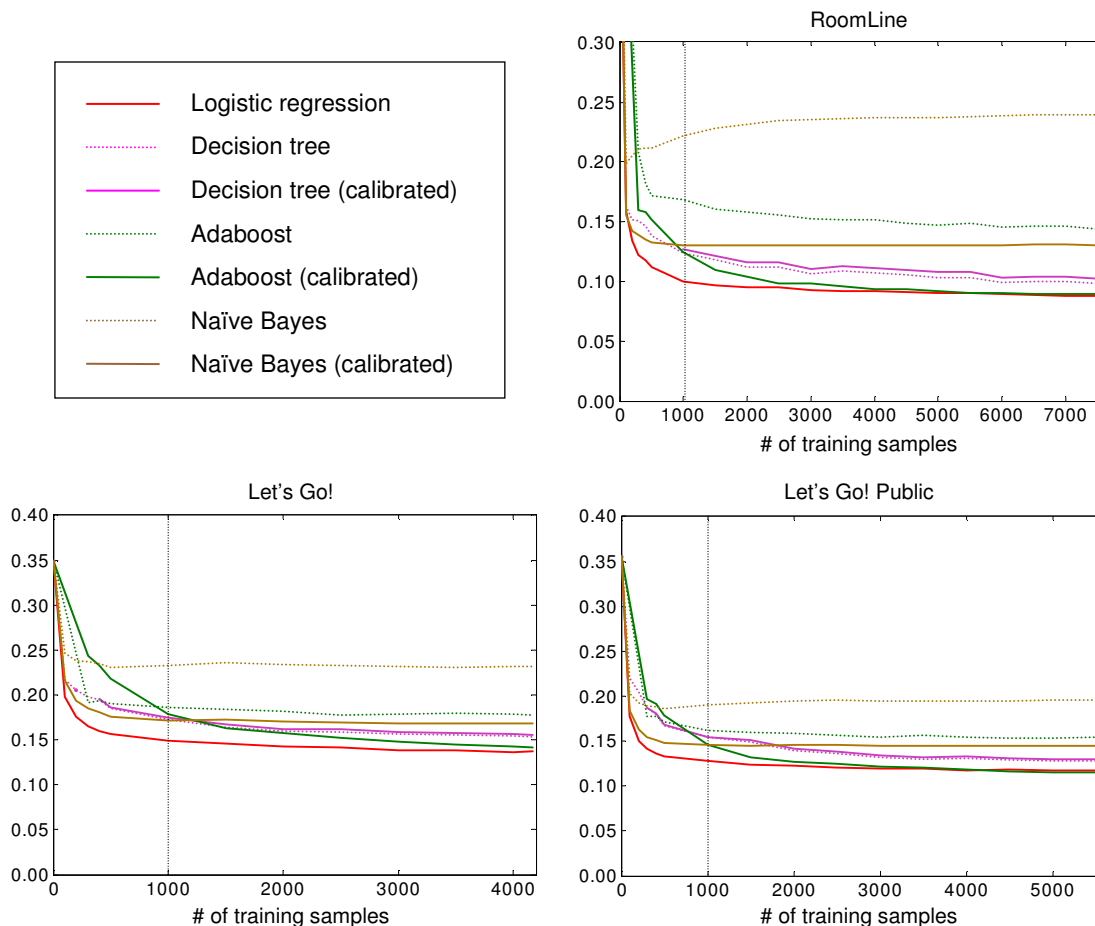 RoomLine
Logistic regression
Decision tree
Decision tree (calibrated)
Adaboost
Adaboost (calibrated)
Naïve Bayes
Naïve Bayes (calibrated)
0.30
0.25
0.20
0.15
0.10
0.05
0.00
0 1000 2000 3000 4000 5000 6000 7000
# of training samples
Let's Go!
0.40
0.35
0.30
0.25
0.20
0.15
0.10
0.05
0.00
0 1000 2000 3000 4000
# of training samples
Let's Go! Public
0.40
0.35
0.30
0.25
0.20
0.15
0.10
0.05
0.00
0 1000 2000 3000 4000 5000
# of training samples